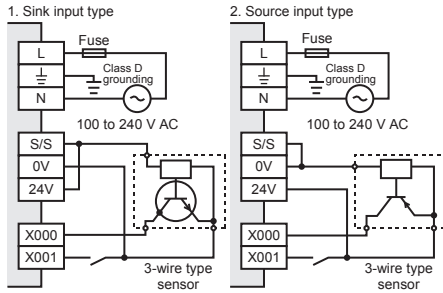 1. Sink input type
L
Fuse
Class D
grounding
N
100 to 240 V AC
S/S
0V
24V
X000
X001
3-wire type
sensor
2. Source input type
L
Fuse
Class D
grounding
N
100 to 240 V AC
S/S
0V
24V
X000
X001
3-wire type
sensor